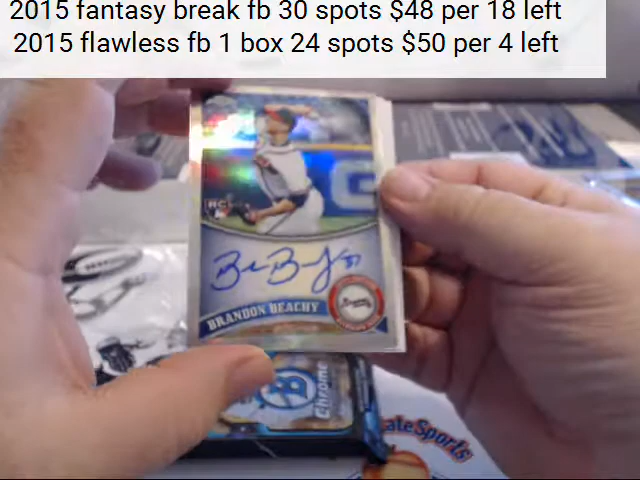 2015 fantasy break fb 30 spots $48 per 18 left
2015 flawless fb 1 box 24 spots $50 per 4 left
RC
BRANDON BEACHY
Chrome
ate Sports